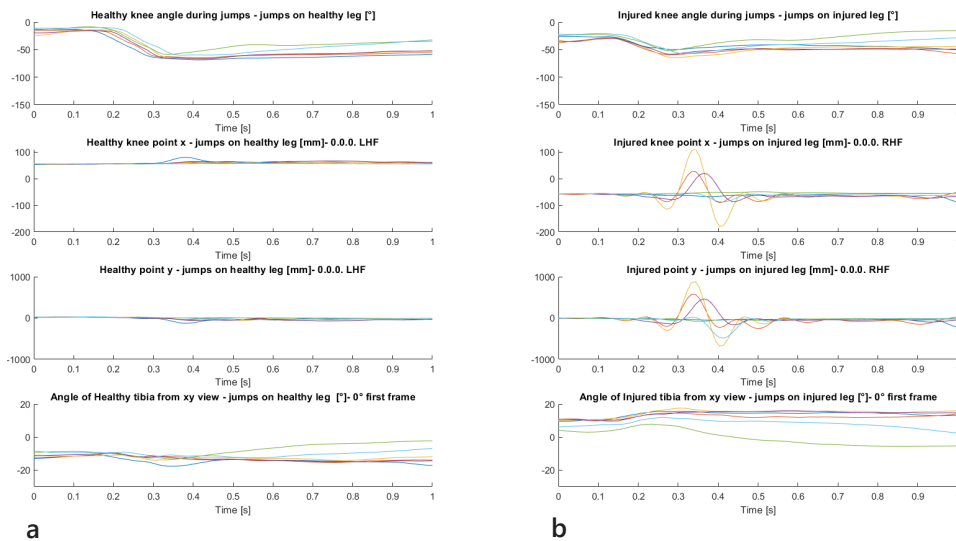 Healthy knee angle during jumps - jumps on healthy leg [°]
0
-50
-100
-150
0 0.1 0.2 0.3 0.4 0.5 0.6 0.7 0.8 0.9 1
Time [s]
Healthy knee point x - jumps on healthy leg [mm]- 0.0.0. LHF
100
0
-100
-200
0 0.1 0.2 0.3 0.4 0.5 0.6 0.7 0.8 0.9 1
Time [s]
Healthy point y - jumps on healthy leg [mm]- 0.0.0. LHF
1000
0
-1000
0 0.1 0.2 0.3 0.4 0.5 0.6 0.7 0.8 0.9 1
Time [s]
Angle of Healthy tibia from xy view - jumps on healthy leg [°]- 0° first frame
20
0
-20
0 0.1 0.2 0.3 0.4 0.5 0.6 0.7 0.8 0.9 1
Time [s]
a
Injured knee angle during jumps - jumps on injured leg [°]
0
-50
-100
-150
0 0.1 0.2 0.3 0.4 0.5 0.6 0.7 0.8 0.9
Time [s]
Injured knee point x - jumps on injured leg [mm]- 0.0.0. RHF
100
0
-100
-200
0 0.1 0.2 0.3 0.4 0.5 0.6 0.7 0.8 0.9
Time [s]
Injured point y - jumps on injured leg [mm]- 0.0.0. RHF
1000
0
-1000
0 0.1 0.2 0.3 0.4 0.5 0.6 0.7 0.8 0.9
Time [s]
Angle of Injured tibia from xy view - jumps on injured leg [°]- 0° first frame
20
0
-20
0 0.1 0.2 0.3 0.4 0.5 0.6 0.7 0.8 0.9
Time [s]
b